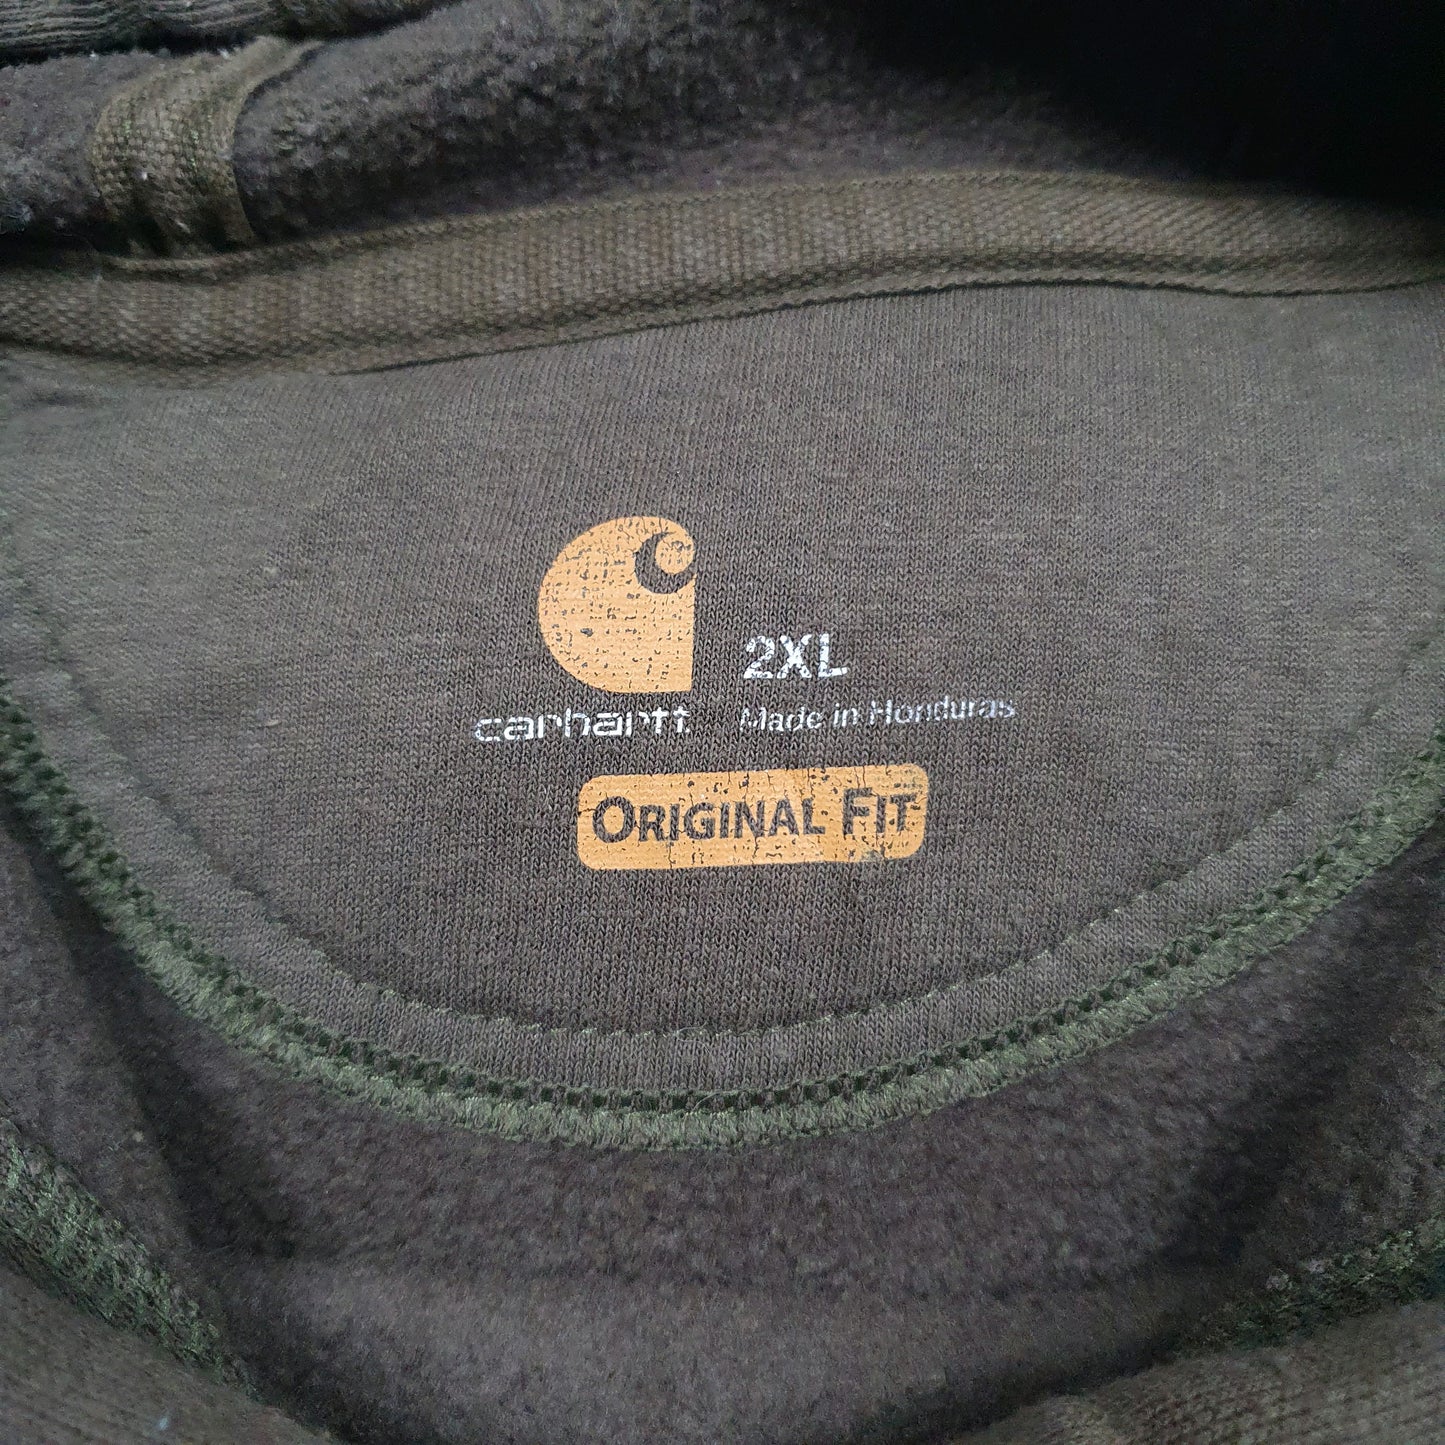 carhartt
2XL
Made in Honduras
ORIGINAL FIT